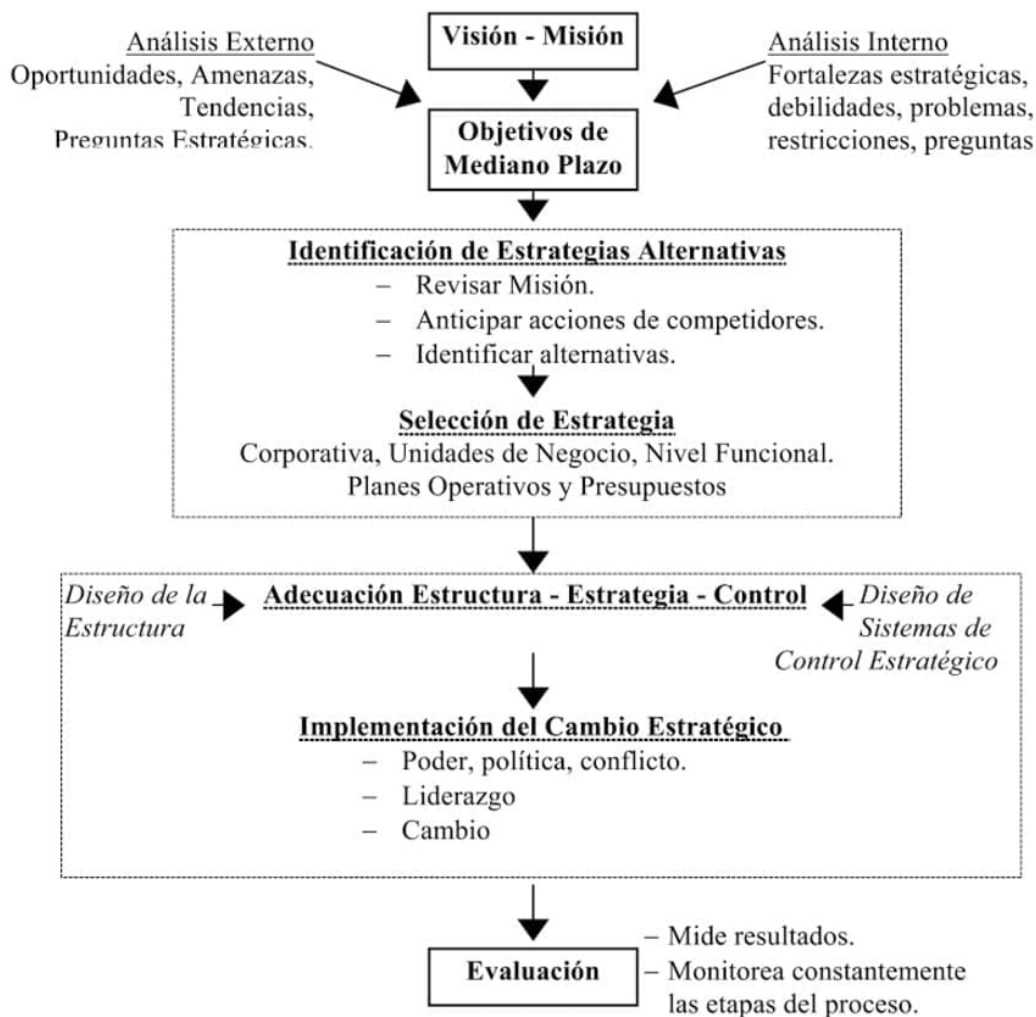 Visión - Misión
Análisis Externo
Oportunidades, Amenazas,
Tendencias,
Preguntas Estratégicas.
Análisis Interno
Fortalezas estratégicas,
debilidades, problemas,
restricciones, preguntas
Objetivos de
Mediano Plazo
Identificación de Estrategias Alternativas
– Revisar Misión.
– Anticipar acciones de competidores.
– Identificar alternativas.
Selección de Estrategia
Corporativa, Unidades de Negocio, Nivel Funcional.
Planes Operativos y Presupuestos
Diseño de la
Estructura
Adecuación Estructura - Estrategia - Control
Diseño de
Sistemas de
Control Estratégico
Implementación del Cambio Estratégico
– Poder, política, conflicto.
– Liderazgo
– Cambio
Evaluación
– Mide resultados.
– Monitorea constantemente
las etapas del proceso.